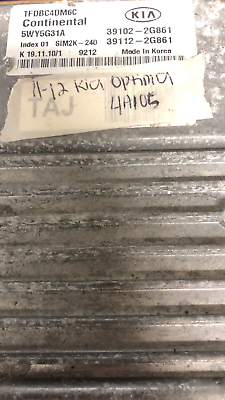 TFDBC4DM6C
Continental
KIA
5WY5G31A
39102-2G861
Index 01 SIM2K-240
39112-2G861
K 19.11.10/1 9212
Made in Korea
11-12 Kia Optima
TAJ
4A105